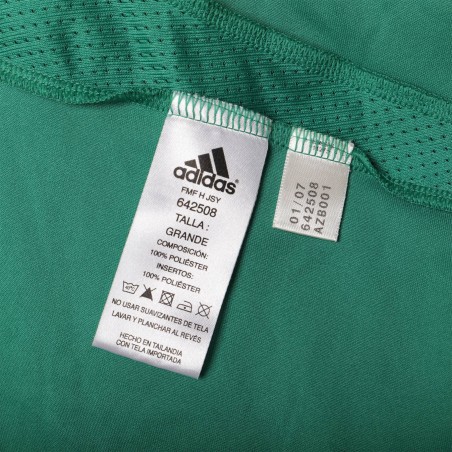 adidas
FMF H JSY
642508
TALLA :
GRANDE
COMPOSICIÓN:
100% POLIÉSTER
INSERTOS:
100% POLIÉSTER
NO USAR SUAVIZANTES DE TELA
LAVAR Y PLANCHAR AL REVÉS
HECHO EN TAILANDIA
CON TELA IMPORTADA
01/07
642508
AZB001